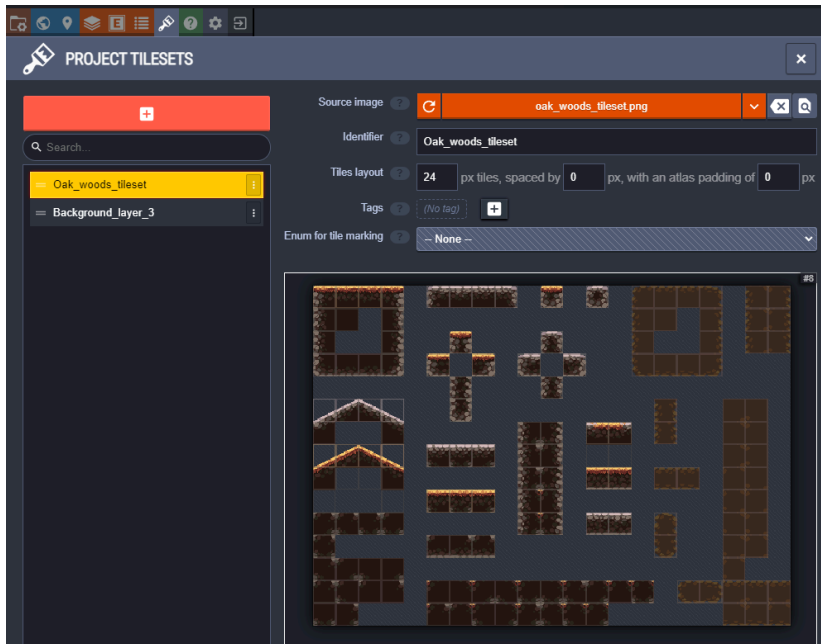 E
?
PROJECT TILESETS
Source image ? oak_woods_tileset.png
Search...
Identifier ? Oak_woods_tileset
Tiles layout ? 24 px tiles, spaced by 0 px, with an atlas padding of 0 px
Oak_woods_tileset
Tags ? (No tag)
Background_layer_3
Enum for tile marking ? -- None --
#8